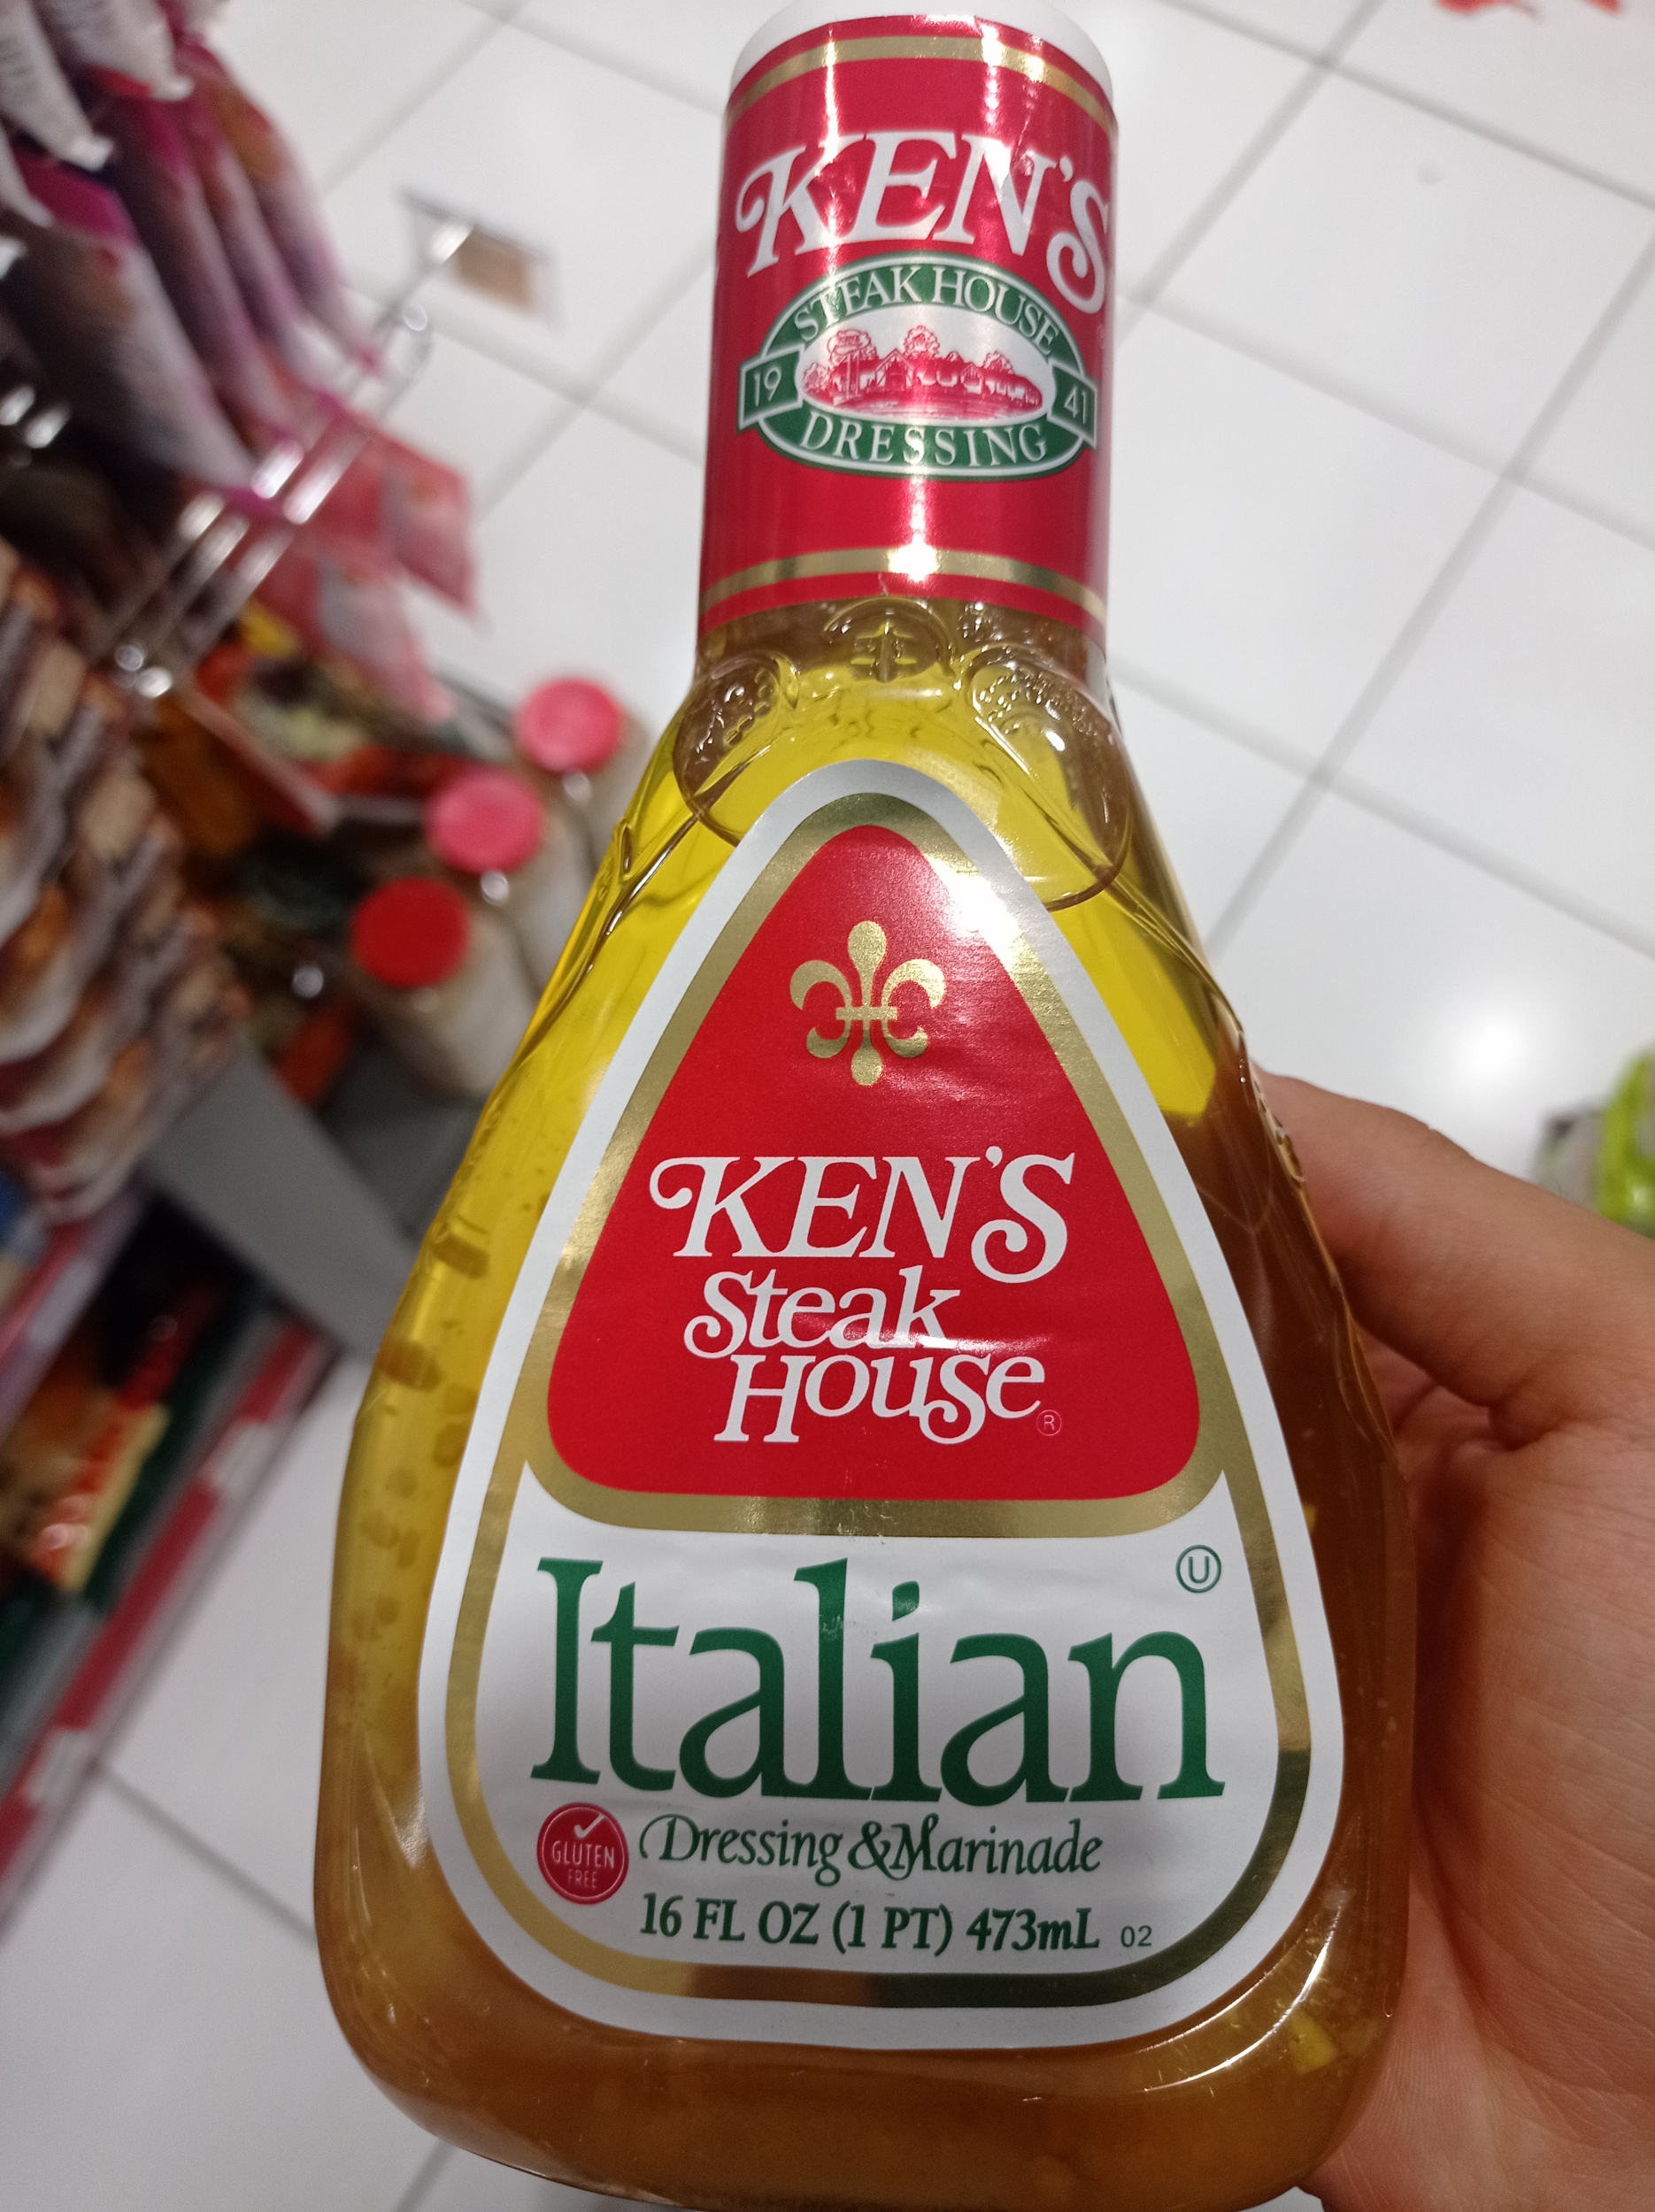 KEN'S
STEAK HOUSE
19 41
DRESSING
KEN'S
Steak
House®
Ⓤ
Italian
GLUTEN
FREE
Dressing & Marinade
16 FL OZ (1 PT) 473mL 02